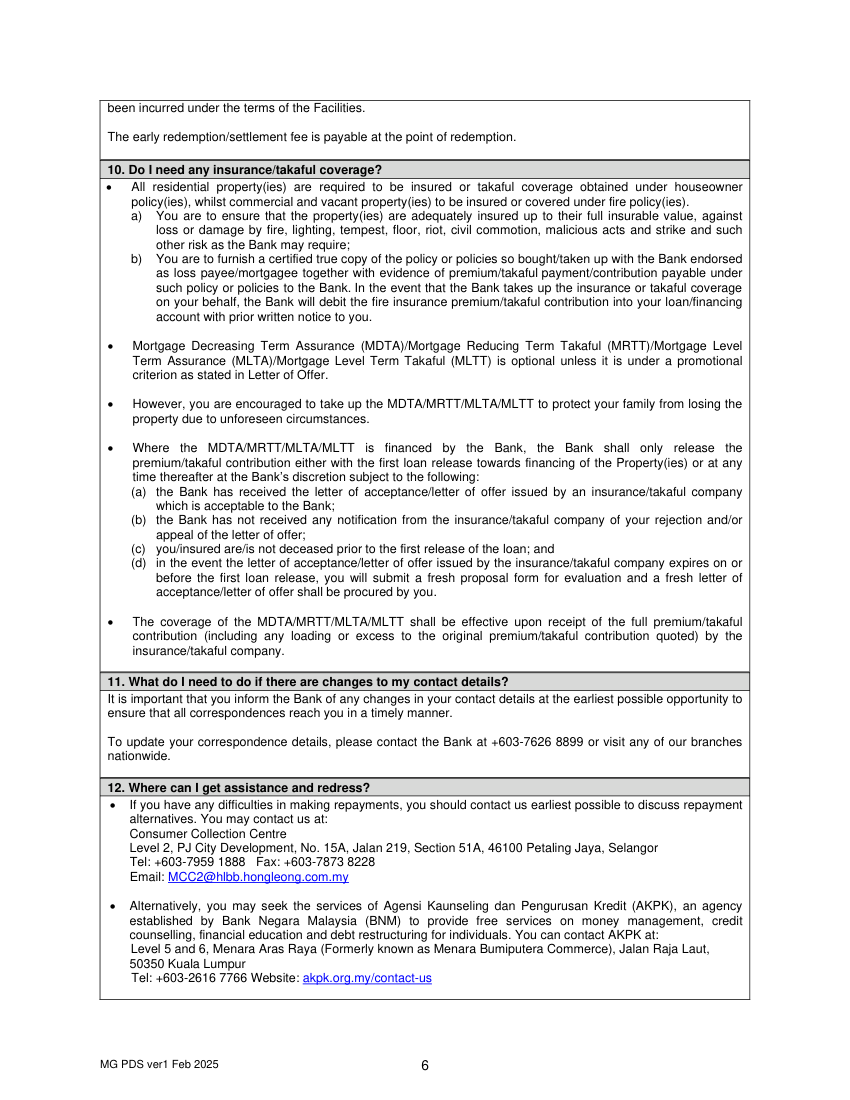 been incurred under the terms of the Facilities.
The early redemption/settlement fee is payable at the point of redemption.
10. Do I need any insurance/takaful coverage?
• All residential property(ies) are required to be insured or takaful coverage obtained under houseowner
policy(ies), whilst commercial and vacant property(ies) to be insured or covered under fire policy(ies).
a) You are to ensure that the property(ies) are adequately insured up to their full insurable value, against
loss or damage by fire, lighting, tempest, floor, riot, civil commotion, malicious acts and strike and such
other risk as the Bank may require;
b) You are to furnish a certified true copy of the policy or policies so bought/taken up with the Bank endorsed
as loss payee/mortgagee together with evidence of premium/takaful payment/contribution payable under
such policy or policies to the Bank. In the event that the Bank takes up the insurance or takaful coverage
on your behalf, the Bank will debit the fire insurance premium/takaful contribution into your loan/financing
account with prior written notice to you.
• Mortgage Decreasing Term Assurance (MDTA)/Mortgage Reducing Term Takaful (MRTT)/Mortgage Level
Term Assurance (MLTA)/Mortgage Level Term Takaful (MLTT) is optional unless it is under a promotional
criterion as stated in Letter of Offer.
• However, you are encouraged to take up the MDTA/MRTT/MLTA/MLTT to protect your family from losing the
property due to unforeseen circumstances.
• Where the MDTA/MRTT/MLTA/MLTT is financed by the Bank, the Bank shall only release the
premium/takaful contribution either with the first loan release towards financing of the Property(ies) or at any
time thereafter at the Bank's discretion subject to the following:
(a) the Bank has received the letter of acceptance/letter of offer issued by an insurance/takaful company
which is acceptable to the Bank;
(b) the Bank has not received any notification from the insurance/takaful company of your rejection and/or
appeal of the letter of offer;
(c) you/insured are/is not deceased prior to the first release of the loan; and
(d) in the event the letter of acceptance/letter of offer issued by the insurance/takaful company expires on or
before the first loan release, you will submit a fresh proposal form for evaluation and a fresh letter of
acceptance/letter of offer shall be procured by you.
• The coverage of the MDTA/MRTT/MLTA/MLTT shall be effective upon receipt of the full premium/takaful
contribution (including any loading or excess to the original premium/takaful contribution quoted) by the
insurance/takaful company.
11. What do I need to do if there are changes to my contact details?
It is important that you inform the Bank of any changes in your contact details at the earliest possible opportunity to
ensure that all correspondences reach you in a timely manner.
To update your correspondence details, please contact the Bank at +603-7626 8899 or visit any of our branches
nationwide.
12. Where can I get assistance and redress?
• If you have any difficulties in making repayments, you should contact us earliest possible to discuss repayment
alternatives. You may contact us at:
Consumer Collection Centre
Level 2, PJ City Development, No. 15A, Jalan 219, Section 51A, 46100 Petaling Jaya, Selangor
Tel: +603-7959 1888 Fax: +603-7873 8228
Email: MCC2@hlbb.hongleong.com.my
• Alternatively, you may seek the services of Agensi Kaunseling dan Pengurusan Kredit (AKPK), an agency
established by Bank Negara Malaysia (BNM) to provide free services on money management, credit
counselling, financial education and debt restructuring for individuals. You can contact AKPK at:
Level 5 and 6, Menara Aras Raya (Formerly known as Menara Bumiputera Commerce), Jalan Raja Laut,
50350 Kuala Lumpur
Tel: +603-2616 7766 Website: akpk.org.my/contact-us
MG PDS ver1 Feb 2025
6